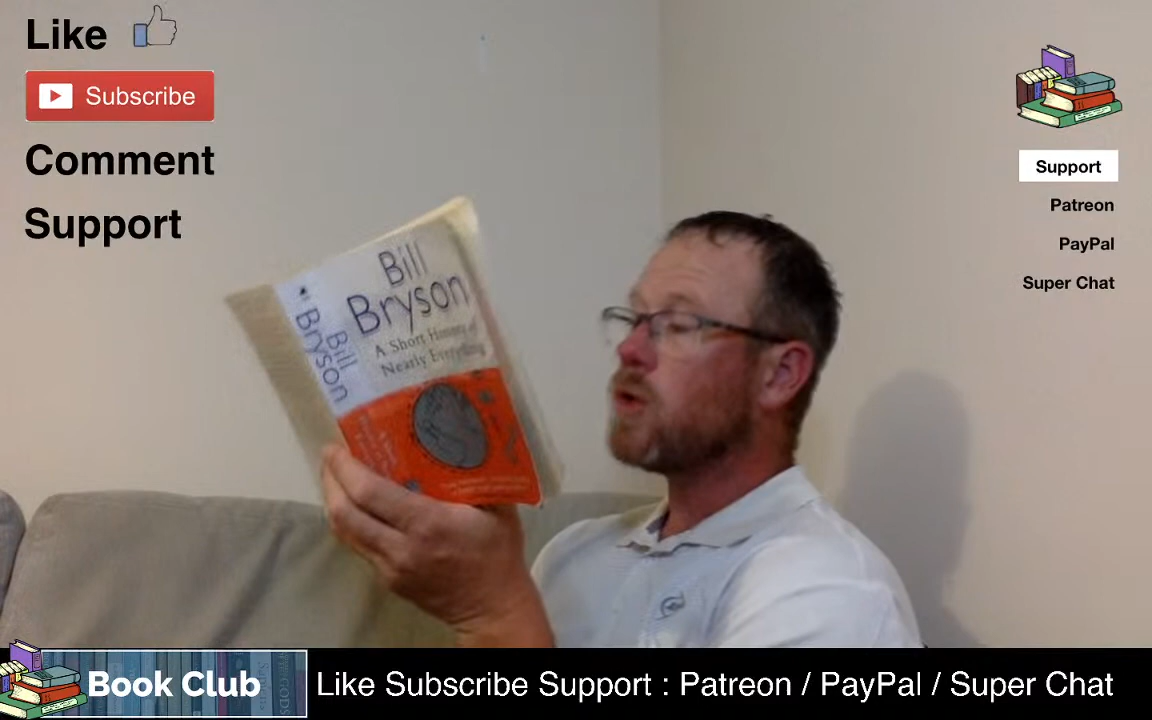 Like
Subscribe
Comment
Support
Support
Patreon
PayPal
Super Chat
Bill
Bryson
A Short History of
Nearly Everything
Bill
Bryson
Book Club
Like Subscribe Support : Patreon / PayPal / Super Chat